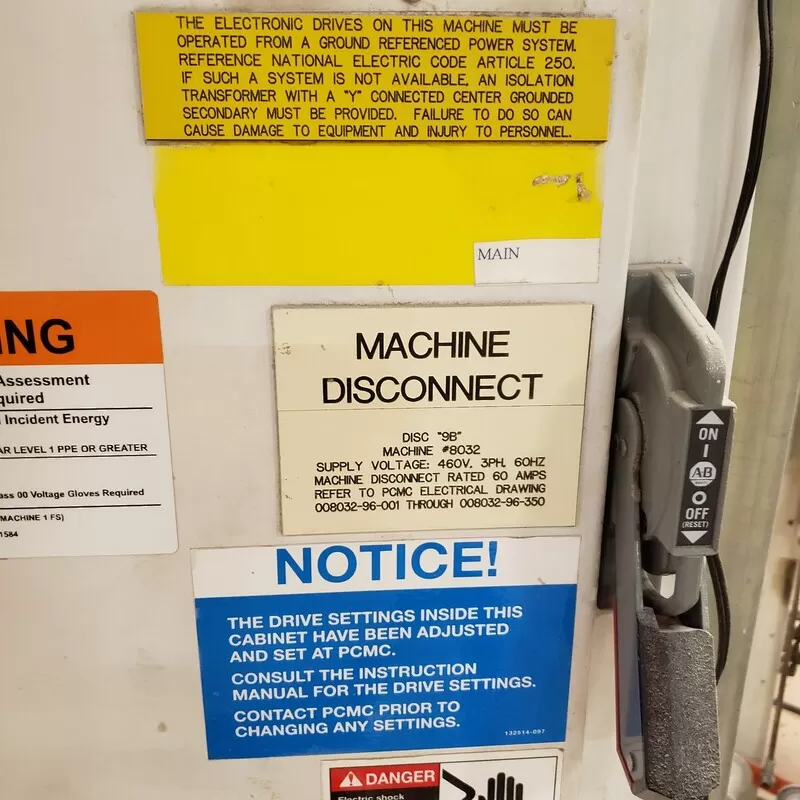 THE ELECTRONIC DRIVES ON THIS MACHINE MUST BE
OPERATED FROM A GROUND REFERENCED POWER SYSTEM.
REFERENCE NATIONAL ELECTRIC CODE ARTICLE 250.
IF SUCH A SYSTEM IS NOT AVAILABLE, AN ISOLATION
TRANSFORMER WITH A "Y" CONNECTED CENTER GROUNDED
SECONDARY MUST BE PROVIDED. FAILURE TO DO SO CAN
CAUSE DAMAGE TO EQUIPMENT AND INJURY TO PERSONNEL.
MAIN
NG
Assessment
quired
Incident Energy
AR LEVEL 1 PPE OR GREATER
ass 00 Voltage Gloves Required
MACHINE 1 FS)
1584
MACHINE
DISCONNECT
DISC "9B"
MACHINE #8032
SUPPLY VOLTAGE: 460V, 3PH, 60HZ
MACHINE DISCONNECT RATED 60 AMPS
REFER TO PCMC ELECTRICAL DRAWING
008032-96-001 THROUGH 008032-96-350
ON
I
AB
O
OFF
(RESET)
NOTICE!
THE DRIVE SETTINGS INSIDE THIS
CABINET HAVE BEEN ADJUSTED
AND SET AT PCMC.
CONSULT THE INSTRUCTION
MANUAL FOR THE DRIVE SETTINGS.
CONTACT PCMC PRIOR TO
CHANGING ANY SETTINGS.
132514-097
DANGER
Electric shock